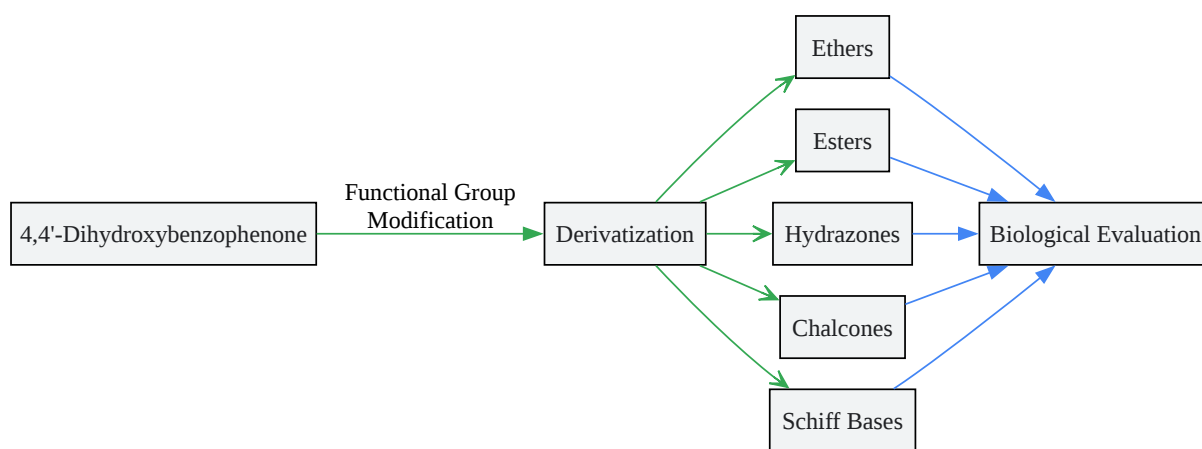 Ethers
Esters
Functional Group
Modification
4,4'-Dihydroxybenzophenone
Derivatization
Hydrazones
Biological Evaluation
Chalcones
Schiff Bases